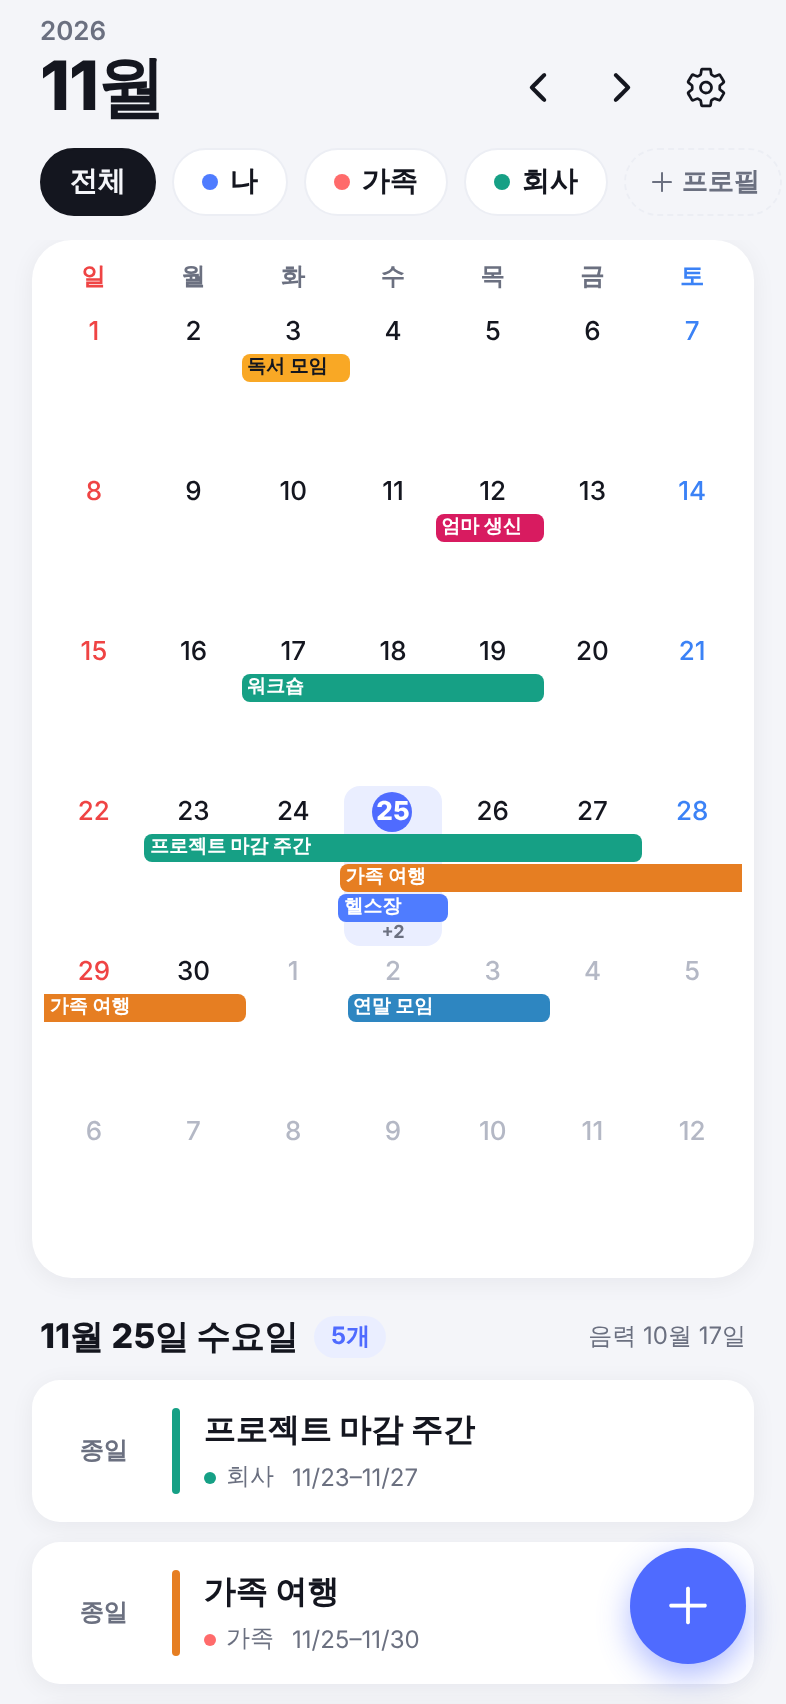 2026
11월
전체 나 가족 회사 + 프로필
일 월 화 수 목 금 토
1 2 3 4 5 6 7
독서 모임
8 9 10 11 12 13 14
엄마 생신
15 16 17 18 19 20 21
워크숍
22 23 24 25 26 27 28
프로젝트 마감 주간
가족 여행
헬스장
+2
29 30 1 2 3 4 5
가족 여행 연말 모임
6 7 8 9 10 11 12
11월 25일 수요일 5개 음력 10월 17일
종일 프로젝트 마감 주간
회사 11/23–11/27
종일 가족 여행
가족 11/25–11/30